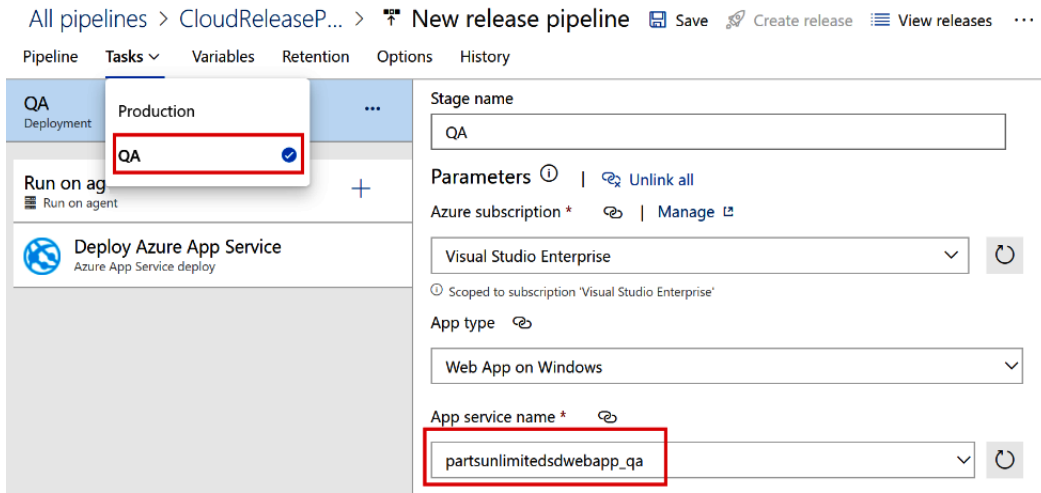 All pipelines > CloudReleaseP... > New release pipeline Save Create release View releases ...
Pipeline Tasks Variables Retention Options History
QA
Deployment
...
Production
QA
Run on ag
Run on agent
+
Deploy Azure App Service
Azure App Service deploy
Stage name
QA
Parameters | Unlink all
Azure subscription * | Manage
Visual Studio Enterprise
Scoped to subscription 'Visual Studio Enterprise'
App type
Web App on Windows
App service name *
partsunlimitedsdwebapp_qa